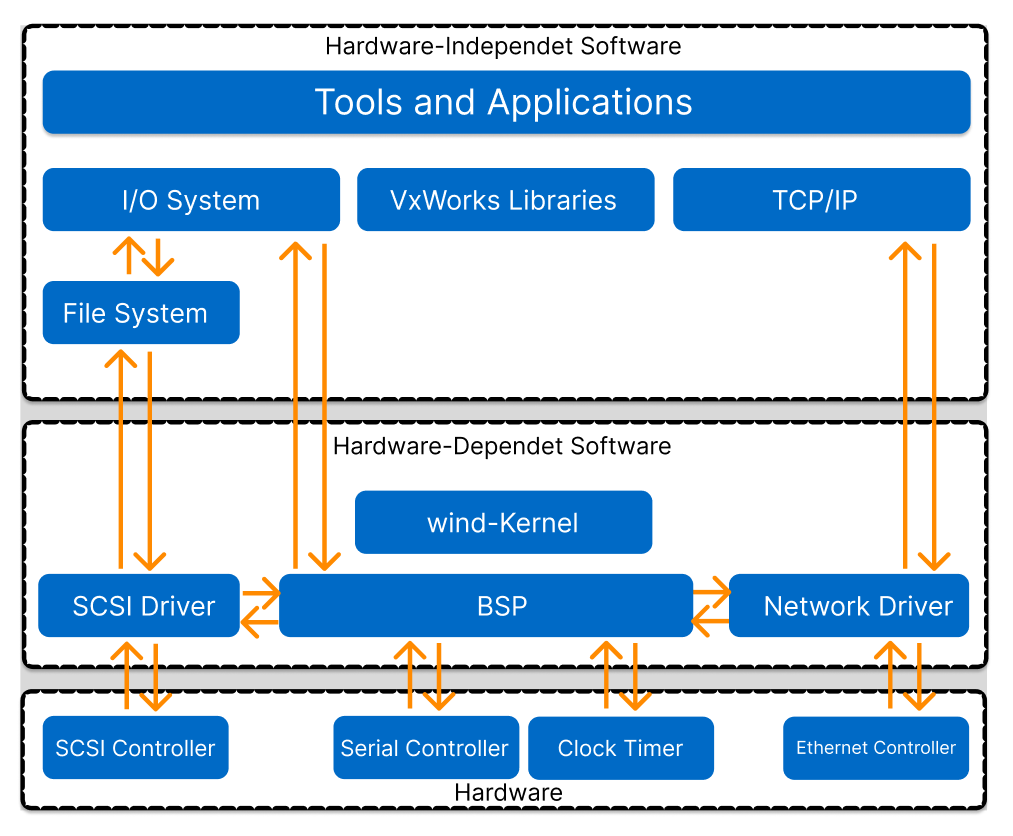 Hardware-Independet Software
Tools and Applications
I/O System
VxWorks Libraries
TCP/IP
File System
Hardware-Dependet Software
wind-Kernel
SCSI Driver
BSP
Network Driver
SCSI Controller
Serial Controller
Clock Timer
Ethernet Controller
Hardware